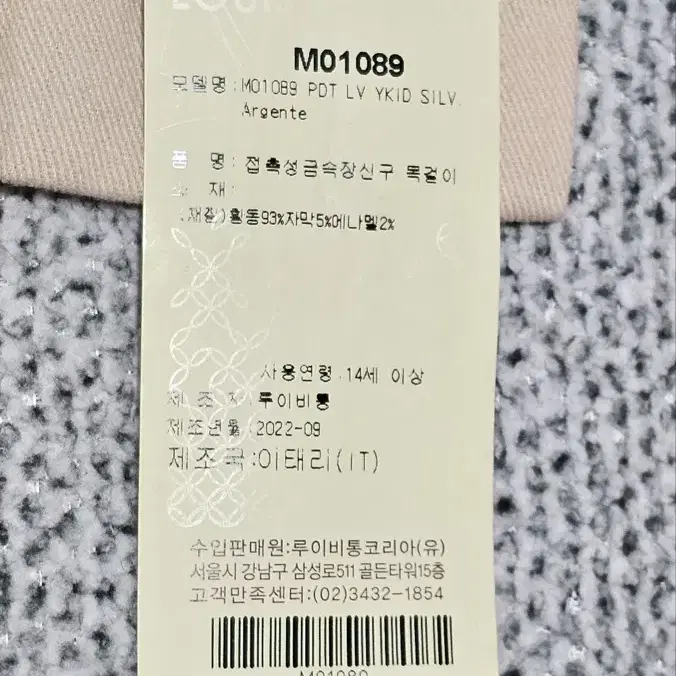 M01089
모델명:M01089 PDT LV YKID SILV.
Argente
품 명: 접촉성금속장신구 목걸이
소 재:
(재질)황동93%자막5%에나멜2%
사용연령:14세 이상
제 조 자:루이비통
제조년월:2022-09
제조국:이태리(IT)
수입판매원:루이비통코리아(유)
서울시 강남구 삼성로511 골든타워15층
고객만족센터:(02)3432-1854
M01089